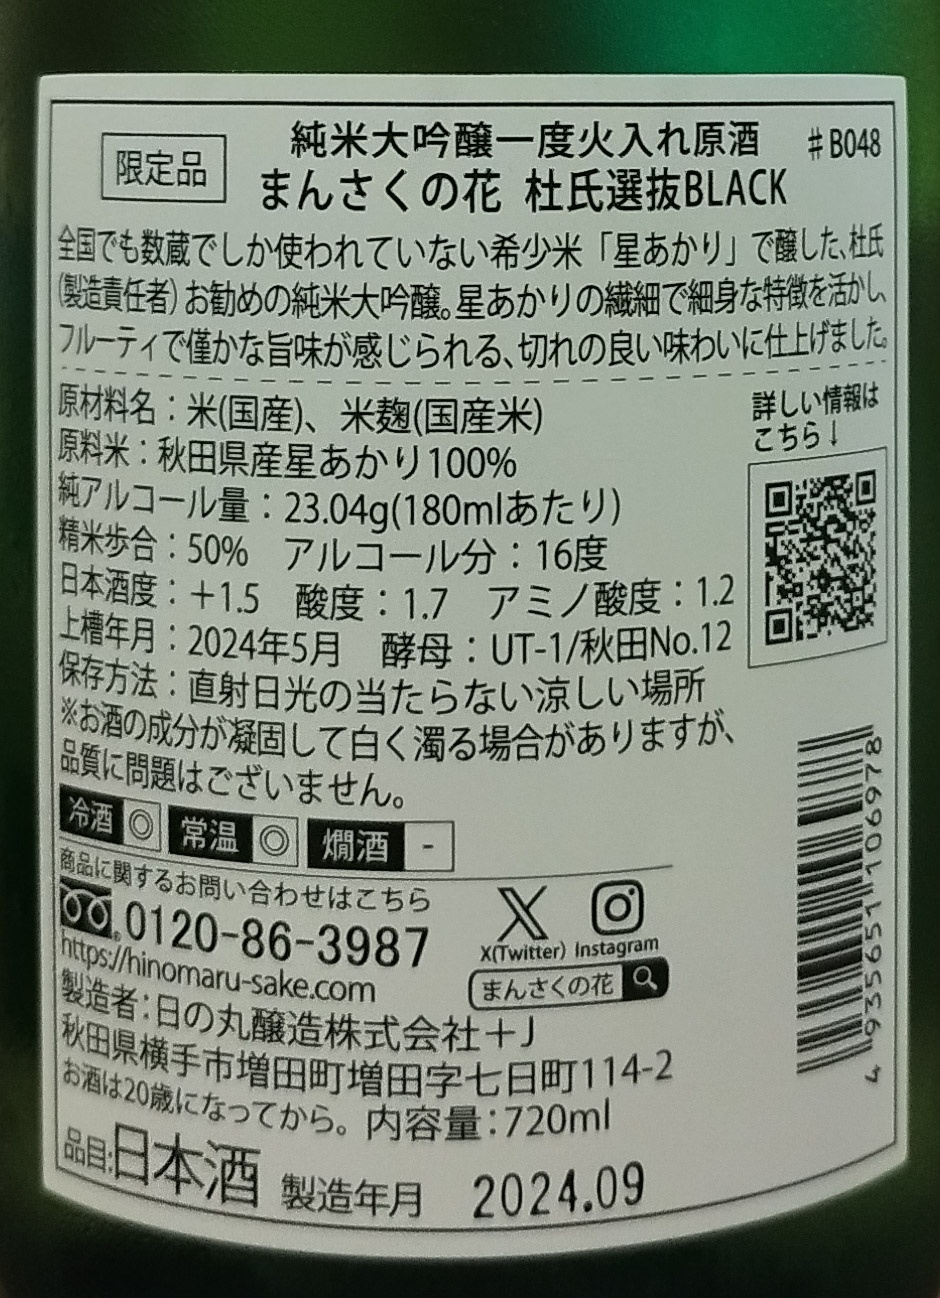 限定品
純米大吟醸一度火入れ原酒 #B048
まんさくの花 杜氏選抜BLACK
全国でも数蔵でしか使われていない希少米「星あかり」で醸した、杜氏
(製造責任者)お勧めの純米大吟醸。星あかりの繊細で細身な特徴を活かし、
フルーティで僅かな旨味が感じられる、切れの良い味わいに仕上げました。
原材料名：米(国産)、米麹(国産米)
原料米：秋田県産星あかり100%
純アルコール量：23.04g(180mlあたり)
精米歩合：50% アルコール分：16度
日本酒度：+1.5 酸度：1.7 アミノ酸度：1.2
上槽年月：2024年5月 酵母：UT-1/秋田No.12
保存方法：直射日光の当たらない涼しい場所
※お酒の成分が凝固して白く濁る場合がありますが、
品質に問題はございません。
詳しい情報は
こちら↓
冷酒 ◎ 常温 ◎ 燗酒 -
商品に関するお問い合わせはこちら
0120-86-3987
https://hinomaru-sake.com
X(Twitter) Instagram
まんさくの花
製造者：日の丸醸造株式会社+J
秋田県横手市増田町増田字七日町114-2
お酒は20歳になってから。内容量：720ml
品目：日本酒 製造年月 2024.09
4935651106978